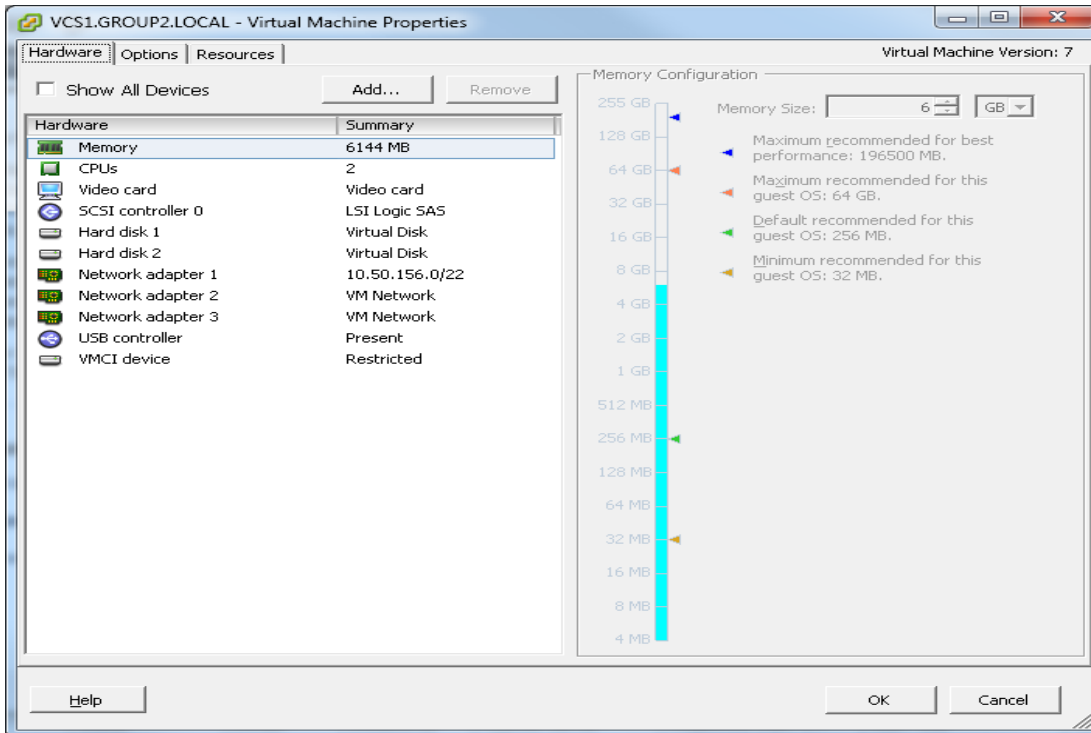 VCS1.GROUP2.LOCAL - Virtual Machine Properties
Hardware Options Resources
Virtual Machine Version: 7
Show All Devices
Add...
Remove
Hardware Summary
Memory 6144 MB
CPUs 2
Video card Video card
SCSI controller 0 LSI Logic SAS
Hard disk 1 Virtual Disk
Hard disk 2 Virtual Disk
Network adapter 1 10.50.156.0/22
Network adapter 2 VM Network
Network adapter 3 VM Network
USB controller Present
VMCI device Restricted
Memory Configuration
255 GB
128 GB
64 GB
32 GB
16 GB
8 GB
4 GB
2 GB
1 GB
512 MB
256 MB
128 MB
64 MB
32 MB
16 MB
8 MB
4 MB
Memory Size: 6 GB
Maximum recommended for best
performance: 196500 MB.
Maximum recommended for this
guest OS: 64 GB.
Default recommended for this
guest OS: 256 MB.
Minimum recommended for this
guest OS: 32 MB.
Help
OK
Cancel